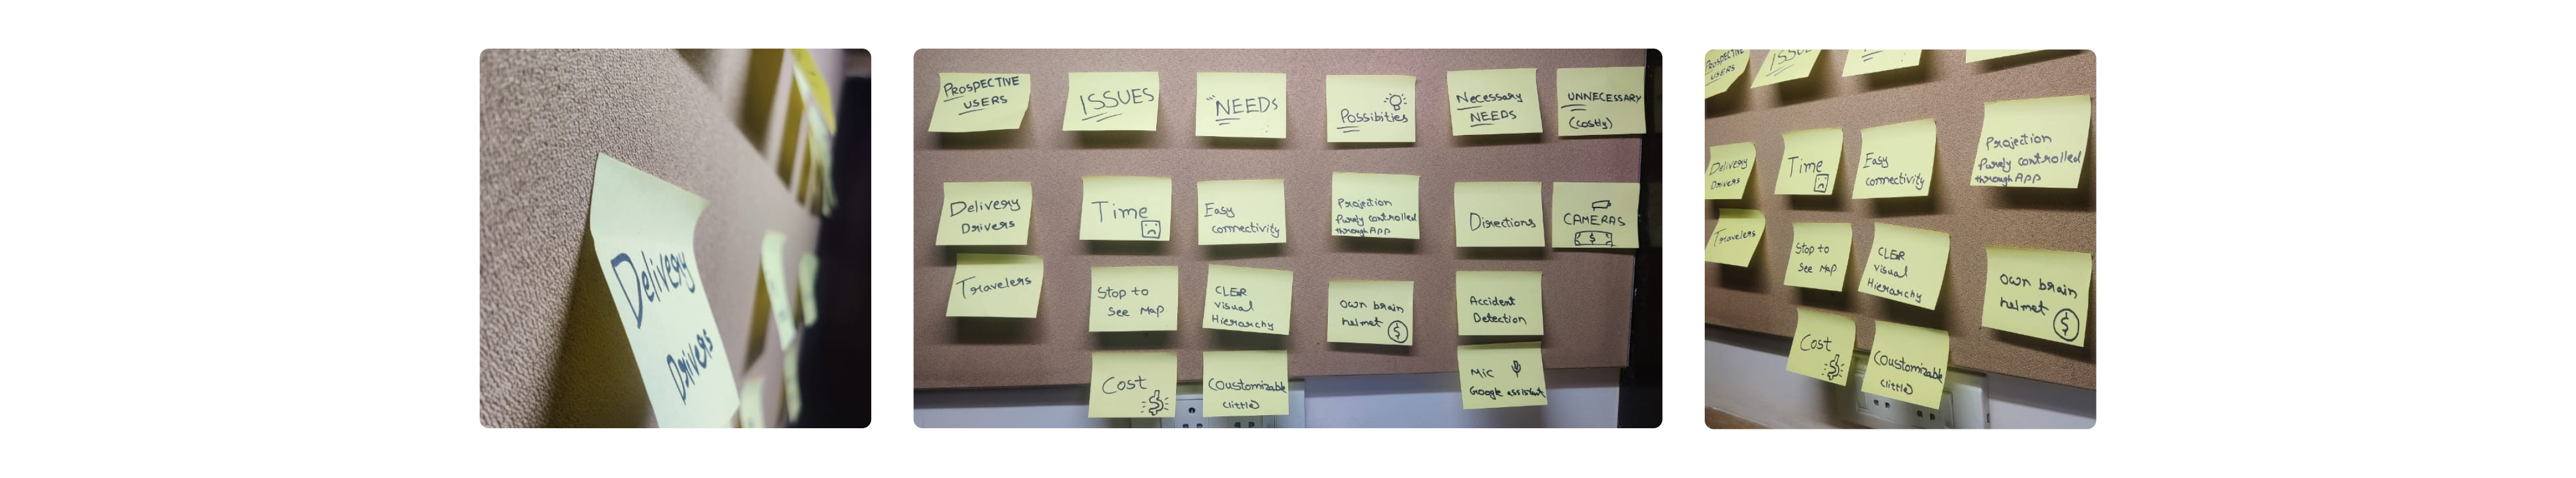 Delivery
Drivers
PROSPECTIVE
USERS
ISSUES
"NEEDS
Possibities
Necessary
NEEDS
UNNECESSARY
(costly)
Delivery
Drivers
Time
Easy
connectivity
Projection
Purely controlled
through APP
Directions
CAMERAS
$
Travelers
Stop to
See Map
CLER
visual
Hierarchy
own brain
helmet $
Accident
Detection
Cost
$
Coustomizable
(little)
Mic
Google assistant
PROSPECTIVE
USERS
ISSU
Delivery
Drivers
Time
Easy
connectivity
Projection
Purely controlled
through APP
Travelers
Stop to
See Map
CLER
visual
Hierarchy
own brain
helmet $
Cost
$
Coustomizable
(little)